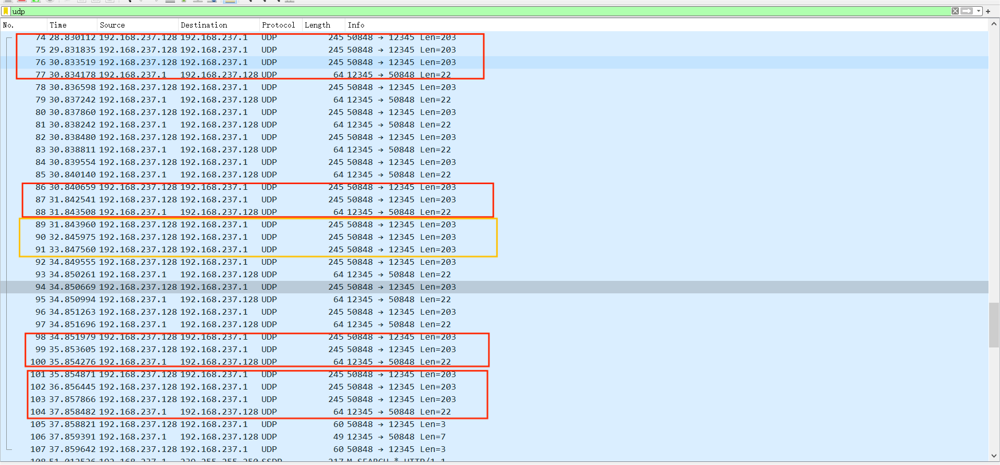 udp
No. Time Source Destination Protocol Length Info
74 28.830112 192.168.237.128 192.168.237.1 UDP 245 50848 → 12345 Len=203
75 29.831835 192.168.237.128 192.168.237.1 UDP 245 50848 → 12345 Len=203
76 30.833519 192.168.237.128 192.168.237.1 UDP 245 50848 → 12345 Len=203
77 30.834178 192.168.237.1 192.168.237.128 UDP 64 12345 → 50848 Len=22
78 30.836598 192.168.237.128 192.168.237.1 UDP 245 50848 → 12345 Len=203
79 30.837242 192.168.237.1 192.168.237.128 UDP 64 12345 → 50848 Len=22
80 30.837860 192.168.237.128 192.168.237.1 UDP 245 50848 → 12345 Len=203
81 30.838242 192.168.237.1 192.168.237.128 UDP 64 12345 → 50848 Len=22
82 30.838480 192.168.237.128 192.168.237.1 UDP 245 50848 → 12345 Len=203
83 30.838811 192.168.237.1 192.168.237.128 UDP 64 12345 → 50848 Len=22
84 30.839554 192.168.237.128 192.168.237.1 UDP 245 50848 → 12345 Len=203
85 30.840140 192.168.237.1 192.168.237.128 UDP 64 12345 → 50848 Len=22
86 30.840659 192.168.237.128 192.168.237.1 UDP 245 50848 → 12345 Len=203
87 31.842541 192.168.237.128 192.168.237.1 UDP 245 50848 → 12345 Len=203
88 31.843508 192.168.237.1 192.168.237.128 UDP 64 12345 → 50848 Len=22
89 31.843960 192.168.237.128 192.168.237.1 UDP 245 50848 → 12345 Len=203
90 32.845975 192.168.237.128 192.168.237.1 UDP 245 50848 → 12345 Len=203
91 33.847560 192.168.237.128 192.168.237.1 UDP 245 50848 → 12345 Len=203
92 34.849555 192.168.237.128 192.168.237.1 UDP 245 50848 → 12345 Len=203
93 34.850261 192.168.237.1 192.168.237.128 UDP 64 12345 → 50848 Len=22
94 34.850669 192.168.237.128 192.168.237.1 UDP 245 50848 → 12345 Len=203
95 34.850994 192.168.237.1 192.168.237.128 UDP 64 12345 → 50848 Len=22
96 34.851263 192.168.237.128 192.168.237.1 UDP 245 50848 → 12345 Len=203
97 34.851696 192.168.237.1 192.168.237.128 UDP 64 12345 → 50848 Len=22
98 34.851979 192.168.237.128 192.168.237.1 UDP 245 50848 → 12345 Len=203
99 35.853605 192.168.237.128 192.168.237.1 UDP 245 50848 → 12345 Len=203
100 35.854276 192.168.237.1 192.168.237.128 UDP 64 12345 → 50848 Len=22
101 35.854871 192.168.237.128 192.168.237.1 UDP 245 50848 → 12345 Len=203
102 36.856445 192.168.237.128 192.168.237.1 UDP 245 50848 → 12345 Len=203
103 37.857866 192.168.237.128 192.168.237.1 UDP 245 50848 → 12345 Len=203
104 37.858482 192.168.237.1 192.168.237.128 UDP 64 12345 → 50848 Len=22
105 37.858821 192.168.237.128 192.168.237.1 UDP 60 50848 → 12345 Len=3
106 37.859391 192.168.237.1 192.168.237.128 UDP 49 12345 → 50848 Len=7
107 37.859642 192.168.237.128 192.168.237.1 UDP 60 50848 → 12345 Len=3
108 51.012526 192.168.237.1 239.255.255.250 SSDP 217 M-SEARCH * HTTP/1.1